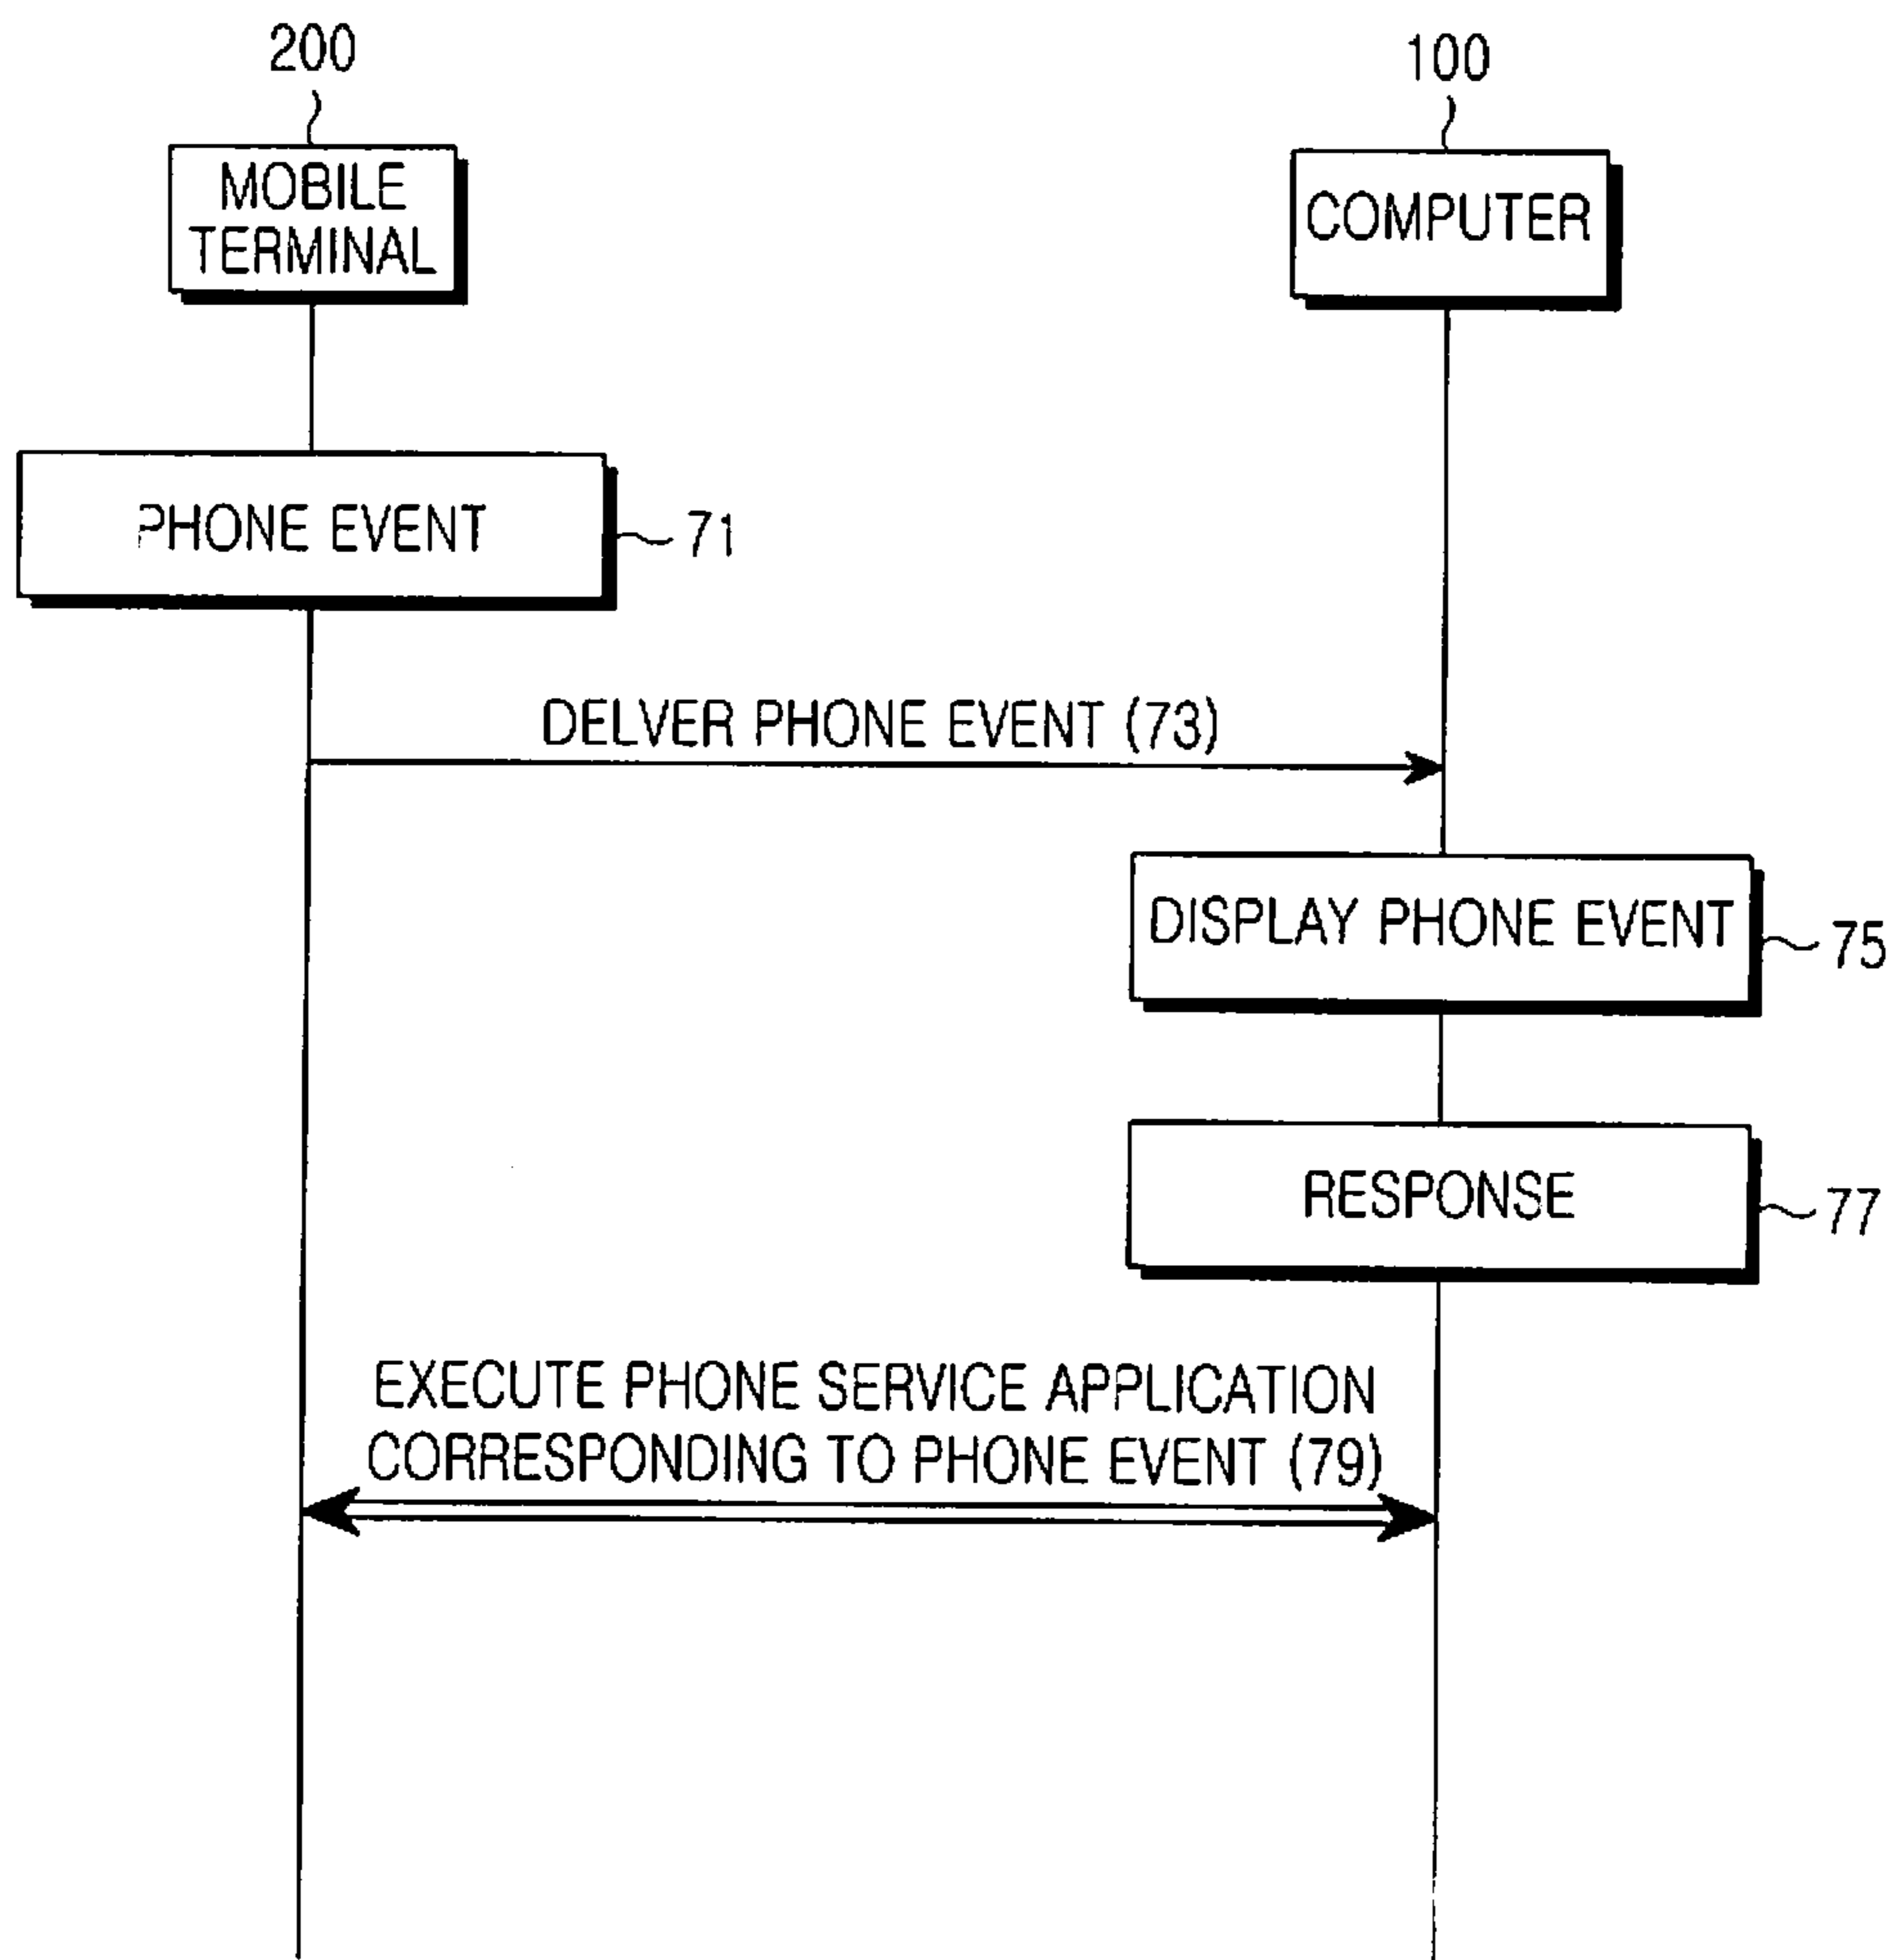 200
100
MOBILE
TERMINAL
COMPUTER
PHONE EVENT
71
DELVER PHONE EVENT (73)
DISPLAY PHONE EVENT
75
RESPONSE
77
EXECUTE PHONE SERVICE APPLICATION
CORRESPONDING TO PHONE EVENT (79)